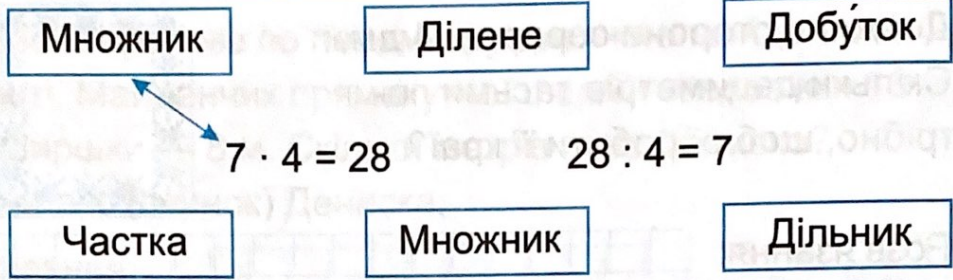 Множник Ділене Добу́ток
7 · 4 = 28 28 : 4 = 7
Частка Множник Дільник